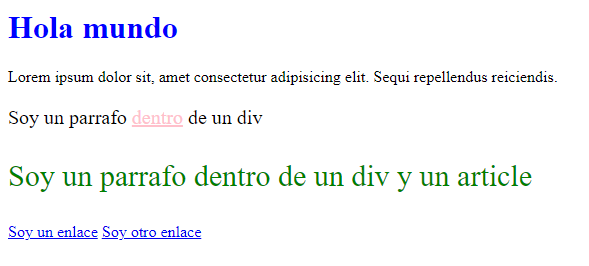 Hola mundo
Lorem ipsum dolor sit, amet consectetur adipisicing elit. Sequi repellendus reiciendis.
Soy un parrafo dentro de un div
Soy un parrafo dentro de un div y un article
Soy un enlace Soy otro enlace